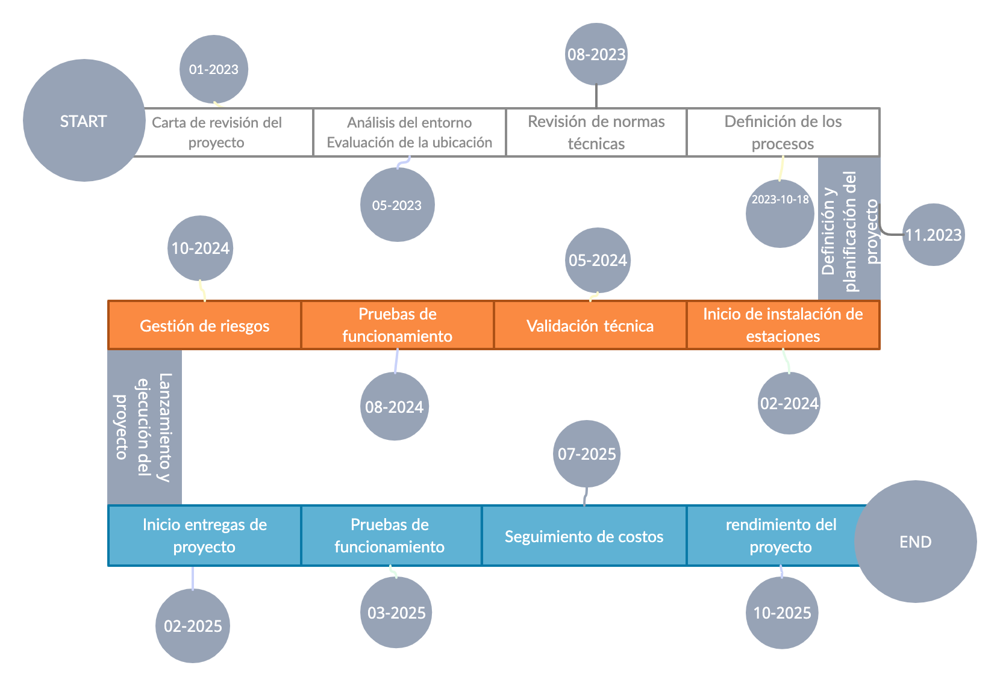 01-2023
08-2023
START
Carta de revisión del
proyecto
Análisis del entorno
Evaluación de la ubicación
Revisión de normas
técnicas
Definición de los
procesos
05-2023
2023-10-18
Definición y
planificación del
proyecto
11.2023
10-2024
05-2024
Gestión de riesgos
Pruebas de
funcionamiento
Validación técnica
Inicio de instalación de
estaciones
Lanzamiento y
ejecución del
proyecto
08-2024
02-2024
07-2025
Inicio entregas de
proyecto
Pruebas de
funcionamiento
Seguimiento de costos
rendimiento del
proyecto
END
02-2025
03-2025
10-2025